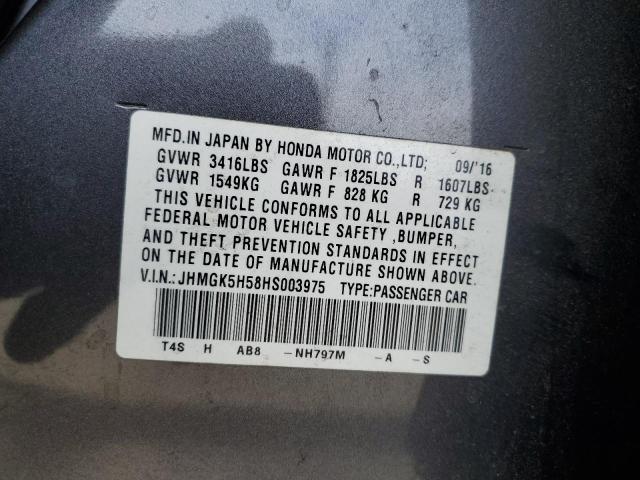 MFD.IN JAPAN BY HONDA MOTOR CO.,LTD; 09/'16
GVWR 3416LBS GAWR F 1825LBS R 1607LBS
GVWR 1549KG GAWR F 828 KG R 729 KG
THIS VEHICLE CONFORMS TO ALL APPLICABLE
FEDERAL MOTOR VEHICLE SAFETY ,BUMPER,
AND THEFT PREVENTION STANDARDS IN EFFECT
ON THE DATE OF MANUFACTURE SHOWN ABOVE.
V.I.N.: JHMGK5H58HS003975 TYPE:PASSENGER CAR
T4S H AB8 -NH797M -A -S